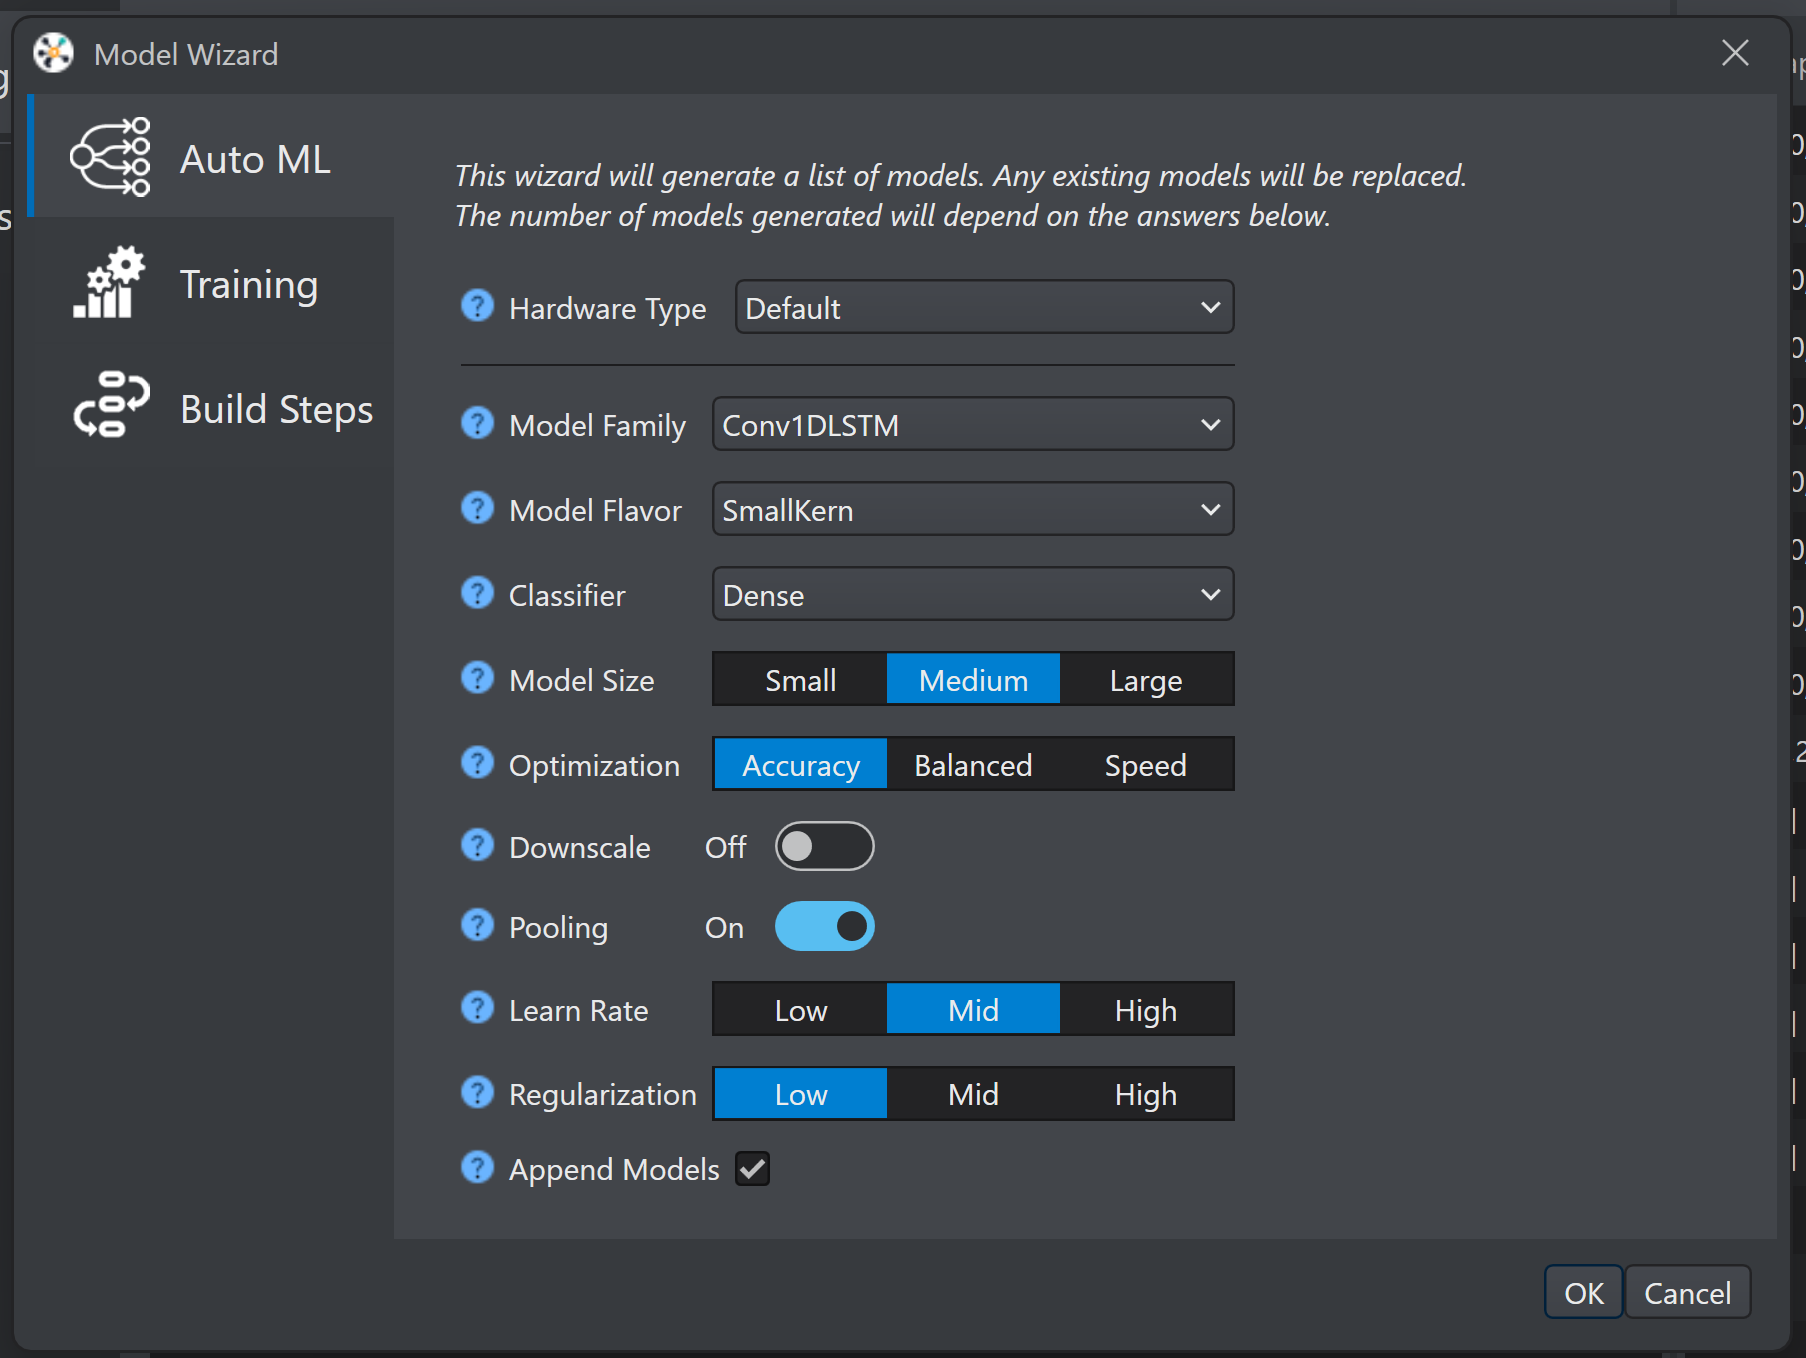 Model Wizard
Auto ML
Training
Build Steps
This wizard will generate a list of models. Any existing models will be replaced.
The number of models generated will depend on the answers below.
? Hardware Type Default
? Model Family Conv1DLSTM
? Model Flavor SmallKern
? Classifier Dense
? Model Size Small Medium Large
? Optimization Accuracy Balanced Speed
? Downscale Off
? Pooling On
? Learn Rate Low Mid High
? Regularization Low Mid High
? Append Models
OK Cancel